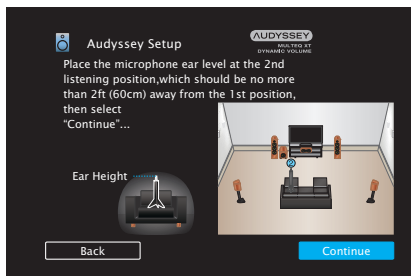 Audyssey Setup
AUDYSSEY
MULTEQ XT
DYNAMIC VOLUME
Place the microphone ear level at the 2nd
listening position,which should be no more
than 2ft (60cm) away from the 1st position,
then select
“Continue”...
Ear Height
2
Back
Continue